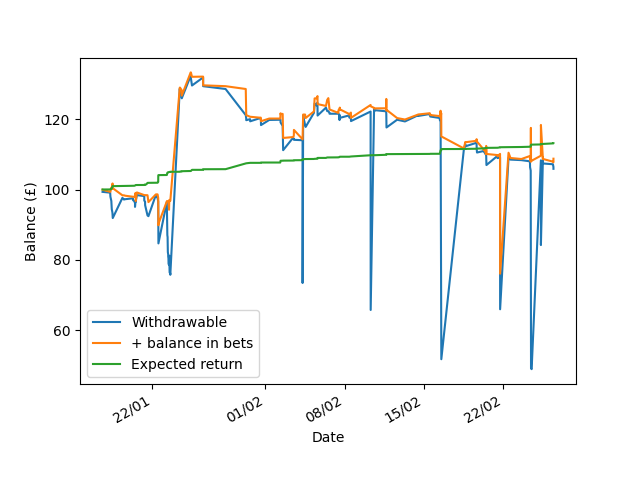 120
100
80
60
Balance (£)
Withdrawable
+ balance in bets
Expected return
22/01
01/02
08/02
15/02
22/02
Date